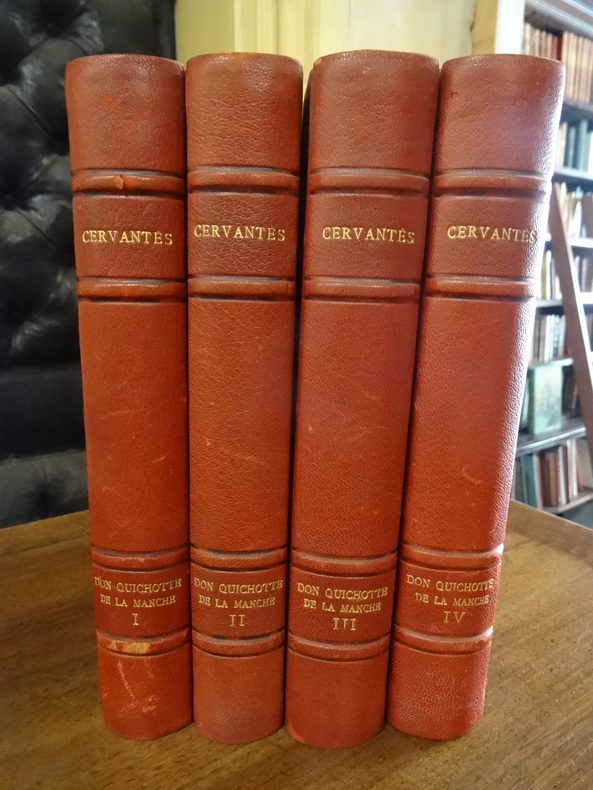 CERVANTÈS
DON QUICHOTTE
DE LA MANCHE
I
CERVANTÈS
DON QUICHOTTE
DE LA MANCHE
II
CERVANTÈS
DON QUICHOTTE
DE LA MANCHE
III
CERVANTÈS
DON QUICHOTTE
DE LA MANCHE
IV